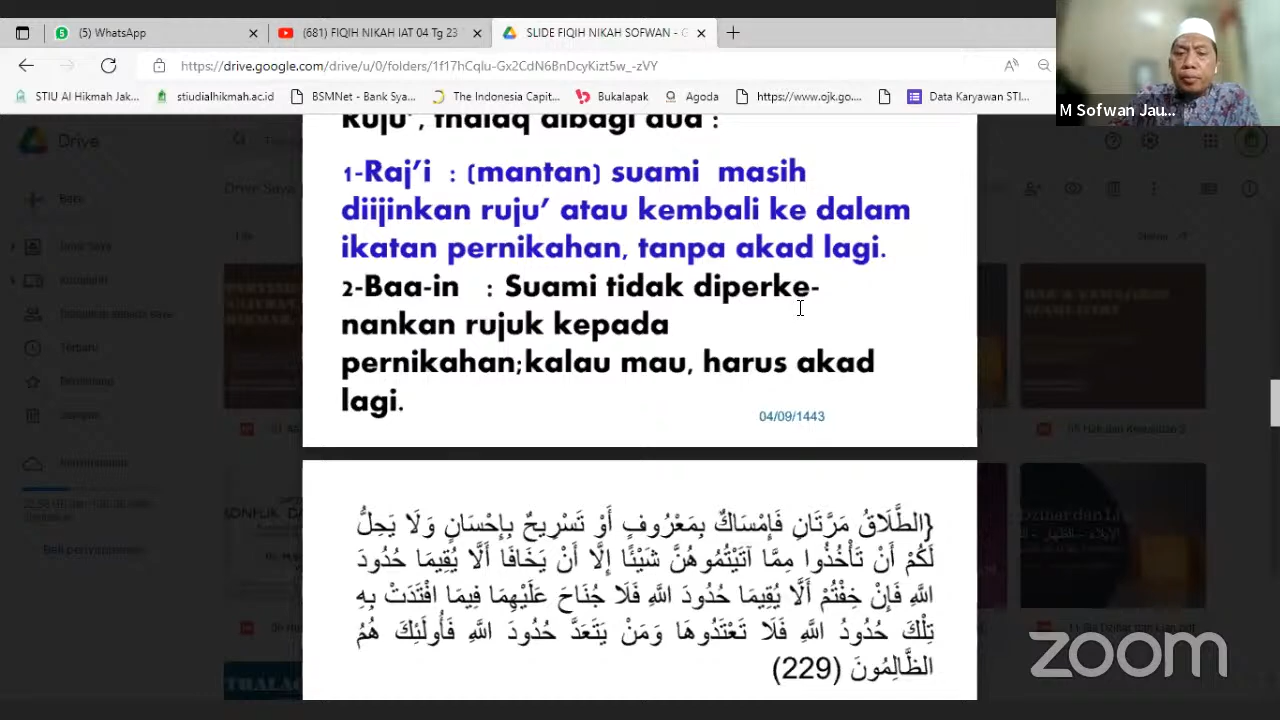 (5) WhatsApp
(681) FIQIH NIKAH IAT 04 Tg 23
SLIDE FIQIH NIKAH SOFWAN - G
https://drive.google.com/drive/u/0/folders/1f17hCqlu-Gx2CdN6BnDcyKizt5w_-zVY
STIU Al Hikmah Jak...
stiudialhikmah.ac.id
BSMNet - Bank Sya...
The Indonesia Capit...
Bukalapak
Agoda
https://www.ojk.go....
Data Karyawan STI...
M Sofwan Jau...
Drive
Ruju', thalaq dibagi dua :
1-Raj'i : (mantan) suami masih
diijinkan ruju' atau kembali ke dalam
ikatan pernikahan, tanpa akad lagi.
2-Baa-in : Suami tidak diperke-
nankan rujuk kepada
pernikahan;kalau mau, harus akad
lagi.
04/09/1443
{الطَّلَاقُ مَرَّتَانِ فَإِمْسَاكٌ بِمَعْرُوفٍ أَوْ تَسْرِيحٌ بِإِحْسَانٍ وَلَا يَحِلُّ
لَكُمْ أَنْ تَأْخُذُوا مِمَّا آتَيْتُمُوهُنَّ شَيْئًا إِلَّا أَنْ يَخَافَا أَلَّا يُقِيمَا حُدُودَ
اللَّهِ فَإِنْ خِفْتُمْ أَلَّا يُقِيمَا حُدُودَ اللَّهِ فَلَا جُنَاحَ عَلَيْهِمَا فِيمَا افْتَدَتْ بِهِ
تِلْكَ حُدُودُ اللَّهِ فَلَا تَعْتَدُوهَا وَمَنْ يَتَعَدَّ حُدُودَ اللَّهِ فَأُولَئِكَ هُمُ
الظَّالِمُونَ (229)
zoom